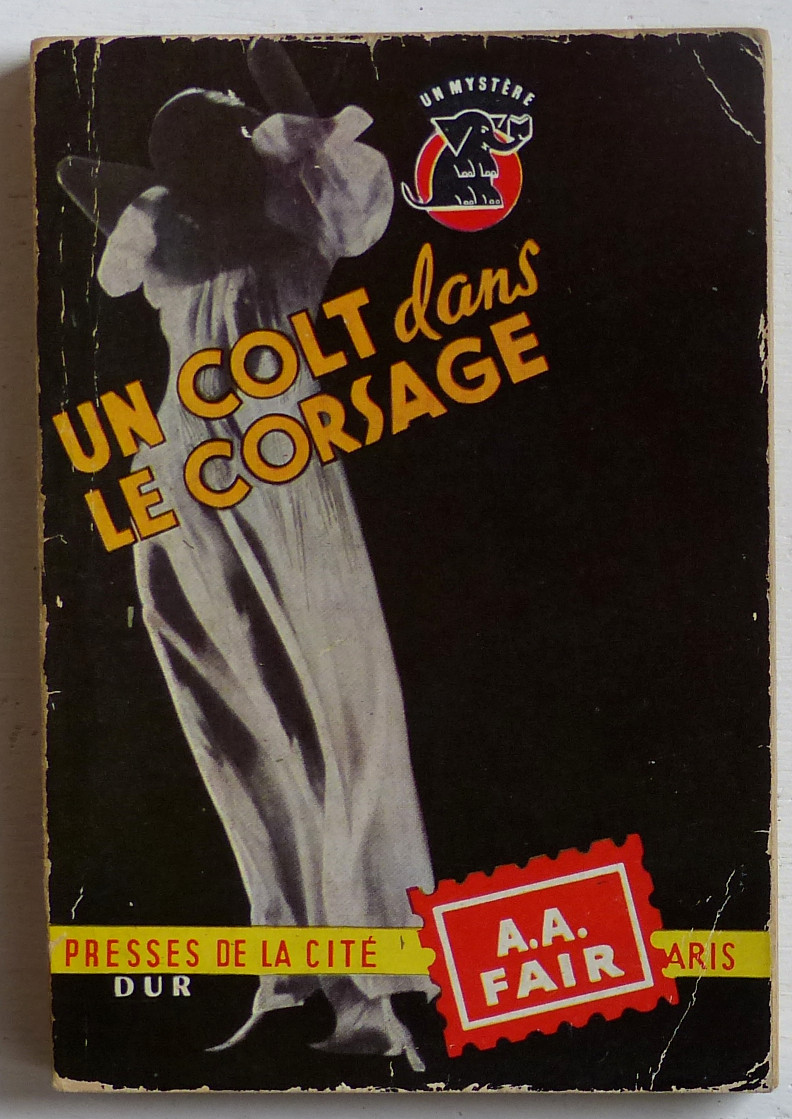 UN MYSTÈRE
UN COLT dans
LE CORSAGE
A.A.
FAIR
PRESSES DE LA CITÉ ARIS
DUR